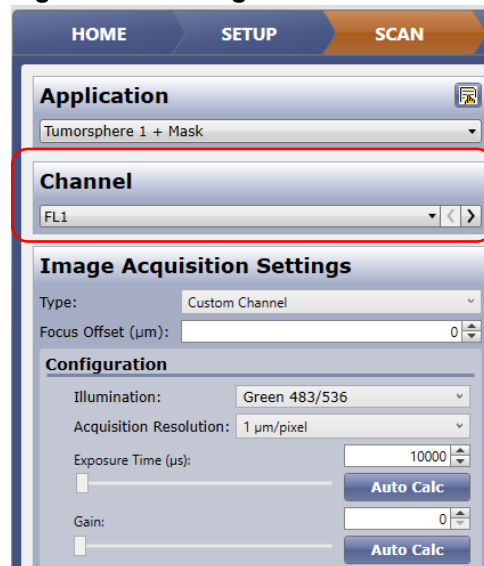 HOME SETUP SCAN
Application
Tumorsphere 1 + Mask
Channel
FL1
Image Acquisition Settings
Type: Custom Channel
Focus Offset (µm): 0
Configuration
Illumination: Green 483/536
Acquisition Resolution: 1 µm/pixel
Exposure Time (µs): 10000
Auto Calc
Gain: 0
Auto Calc